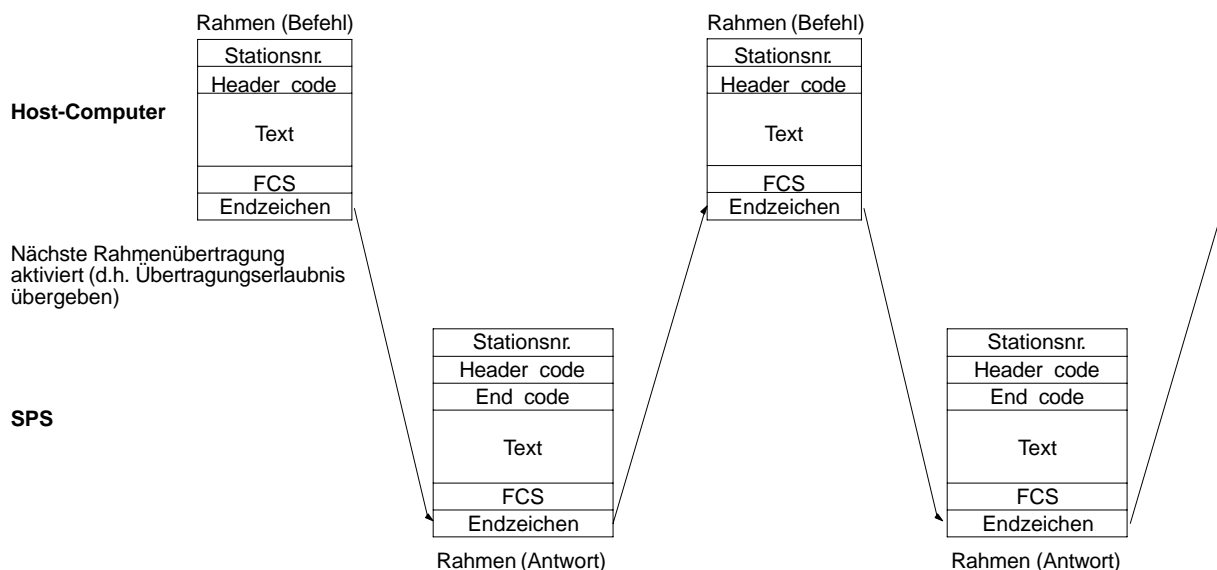 Rahmen (Befehl)
Stationsnr.
Header code
Text
FCS
Endzeichen
Rahmen (Befehl)
Stationsnr.
Header code
Text
FCS
Endzeichen
Host-Computer
Nächste Rahmenübertragung
aktiviert (d.h. Übertragungserlaubnis
übergeben)
SPS
Stationsnr.
Header code
End code
Text
FCS
Endzeichen
Rahmen (Antwort)
Stationsnr.
Header code
End code
Text
FCS
Endzeichen
Rahmen (Antwort)